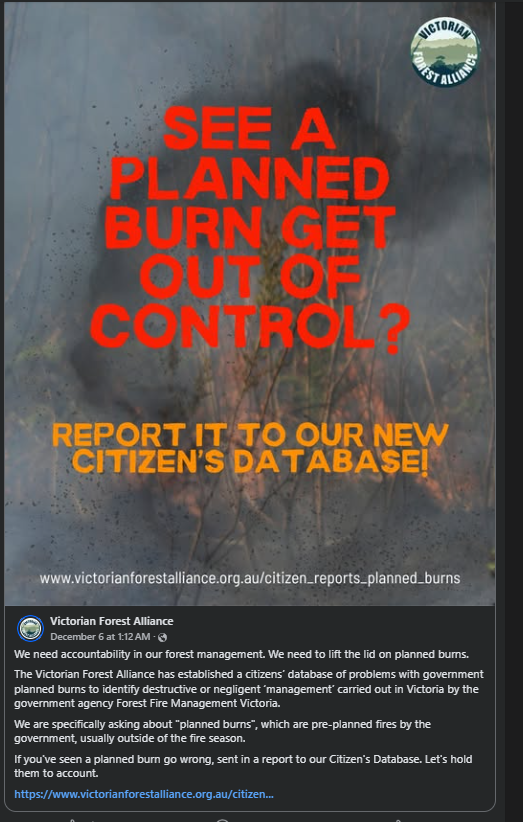 VICTORIAN
FOREST ALLIANCE
SEE A
PLANNED
BURN GET
OUT OF
CONTROL?
REPORT IT TO OUR NEW
CITIZEN'S DATABASE!
www.victorianforestalliance.org.au/citizen_reports_planned_burns
Victorian Forest Alliance
December 6 at 1:12 AM ·
We need accountability in our forest management. We need to lift the lid on planned burns.
The Victorian Forest Alliance has established a citizens' database of problems with government
planned burns to identify destructive or negligent 'management' carried out in Victoria by the
government agency Forest Fire Management Victoria.
We are specifically asking about "planned burns", which are pre-planned fires by the
government, usually outside of the fire season.
If you've seen a planned burn go wrong, sent in a report to our Citizen's Database. Let's hold
them to account.
https://www.victorianforestalliance.org.au/citizen...